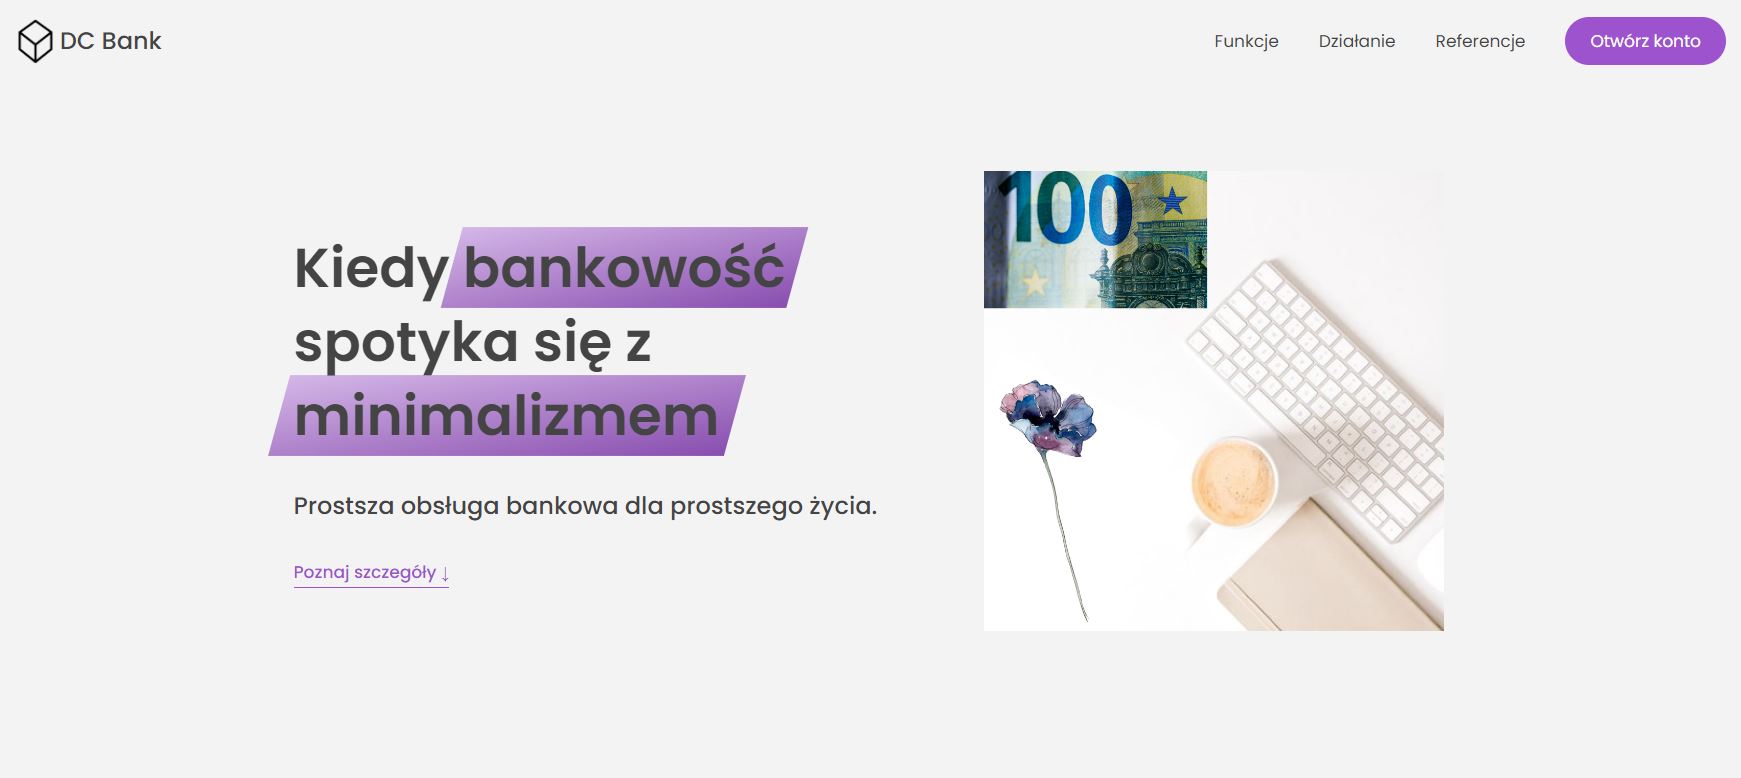 DC Bank
Funkcje
Działanie
Referencje
Otwórz konto
Kiedy bankowość
spotyka się z
minimalizmem
Prostsza obsługa bankowa dla prostszego życia.
Poznaj szczegóły ↓
100